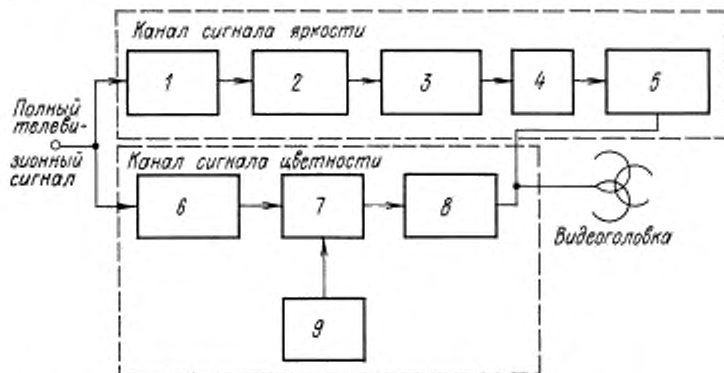 Канал сигнала яркости
1
2
3
4
5
Полный
телеви-
зионный
сигнал
Канал сигнала цветности
6
7
8
9
Видеоголовка